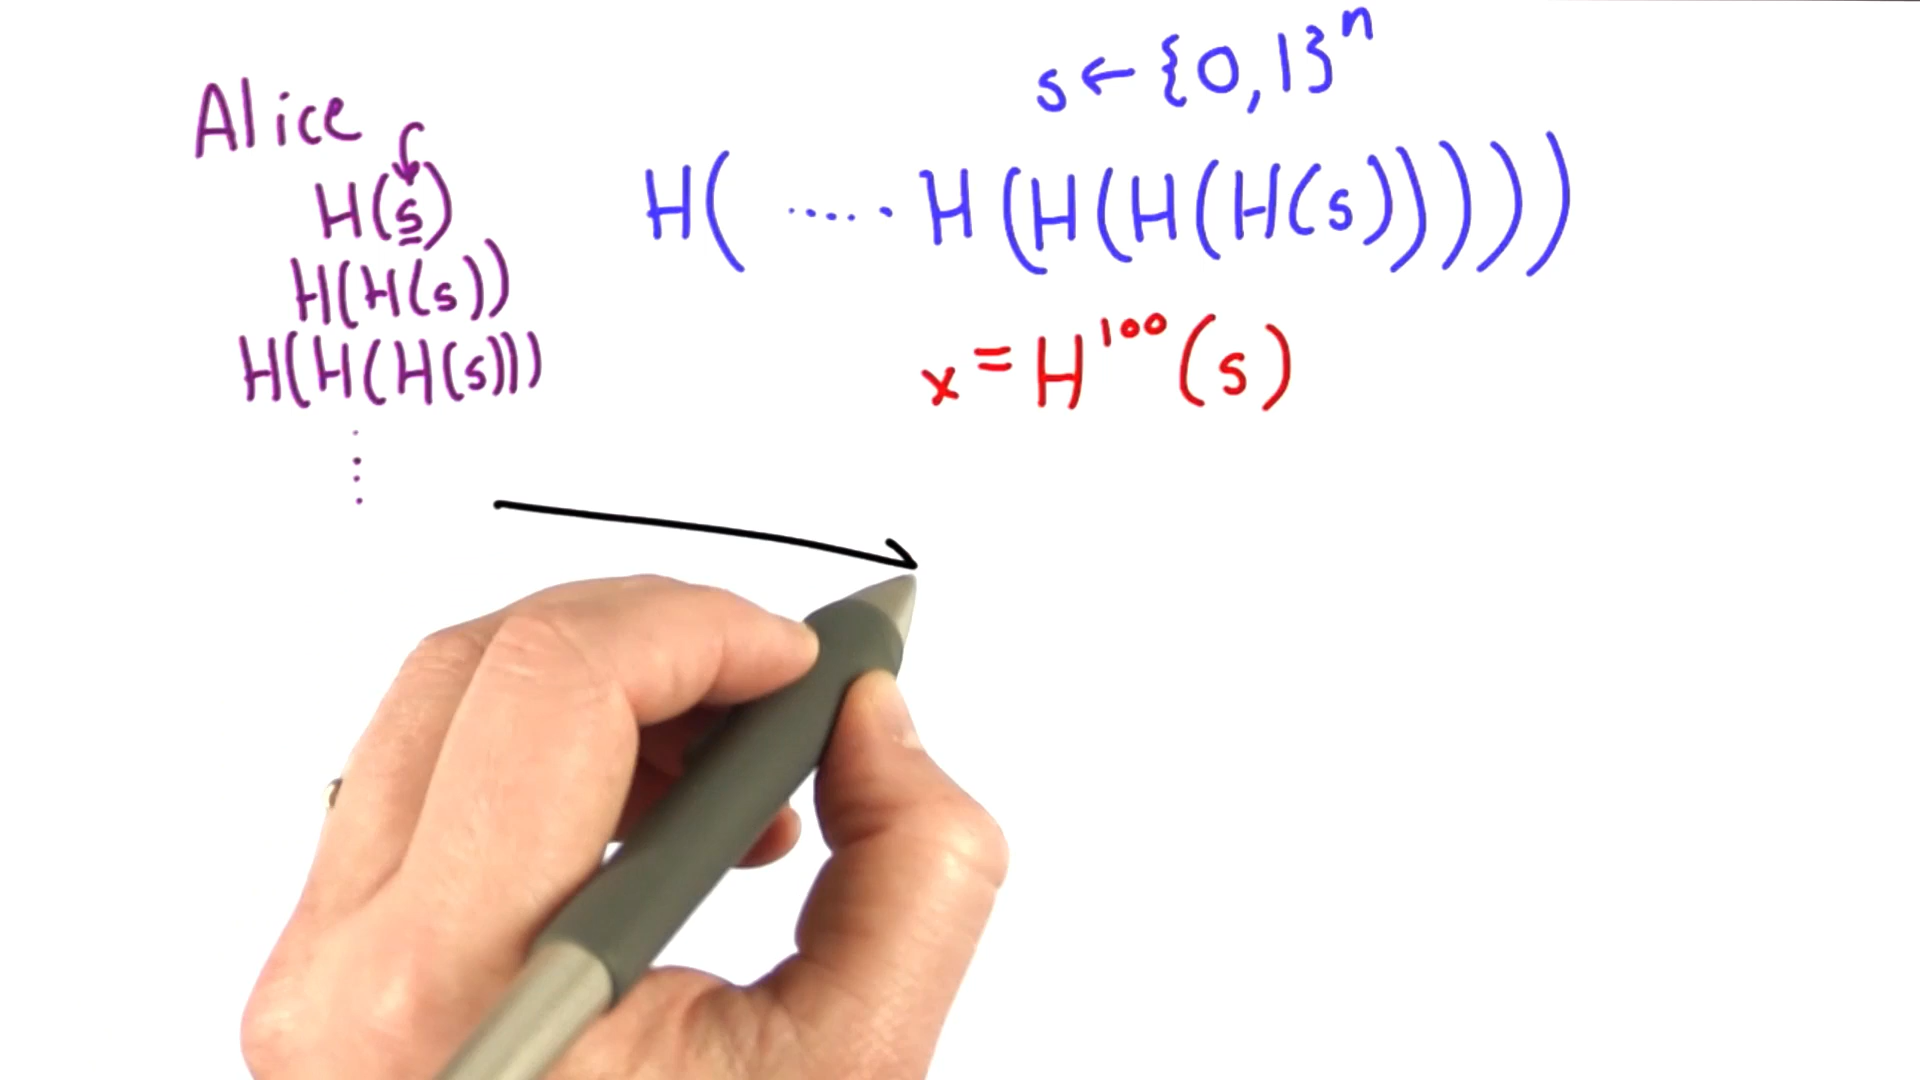 Alice
H(s)
H(H(s))
H(H(H(s)))
s ← {0,1}ⁿ
H( ..... H(H(H(H(s)))))
x = H¹⁰⁰(s)